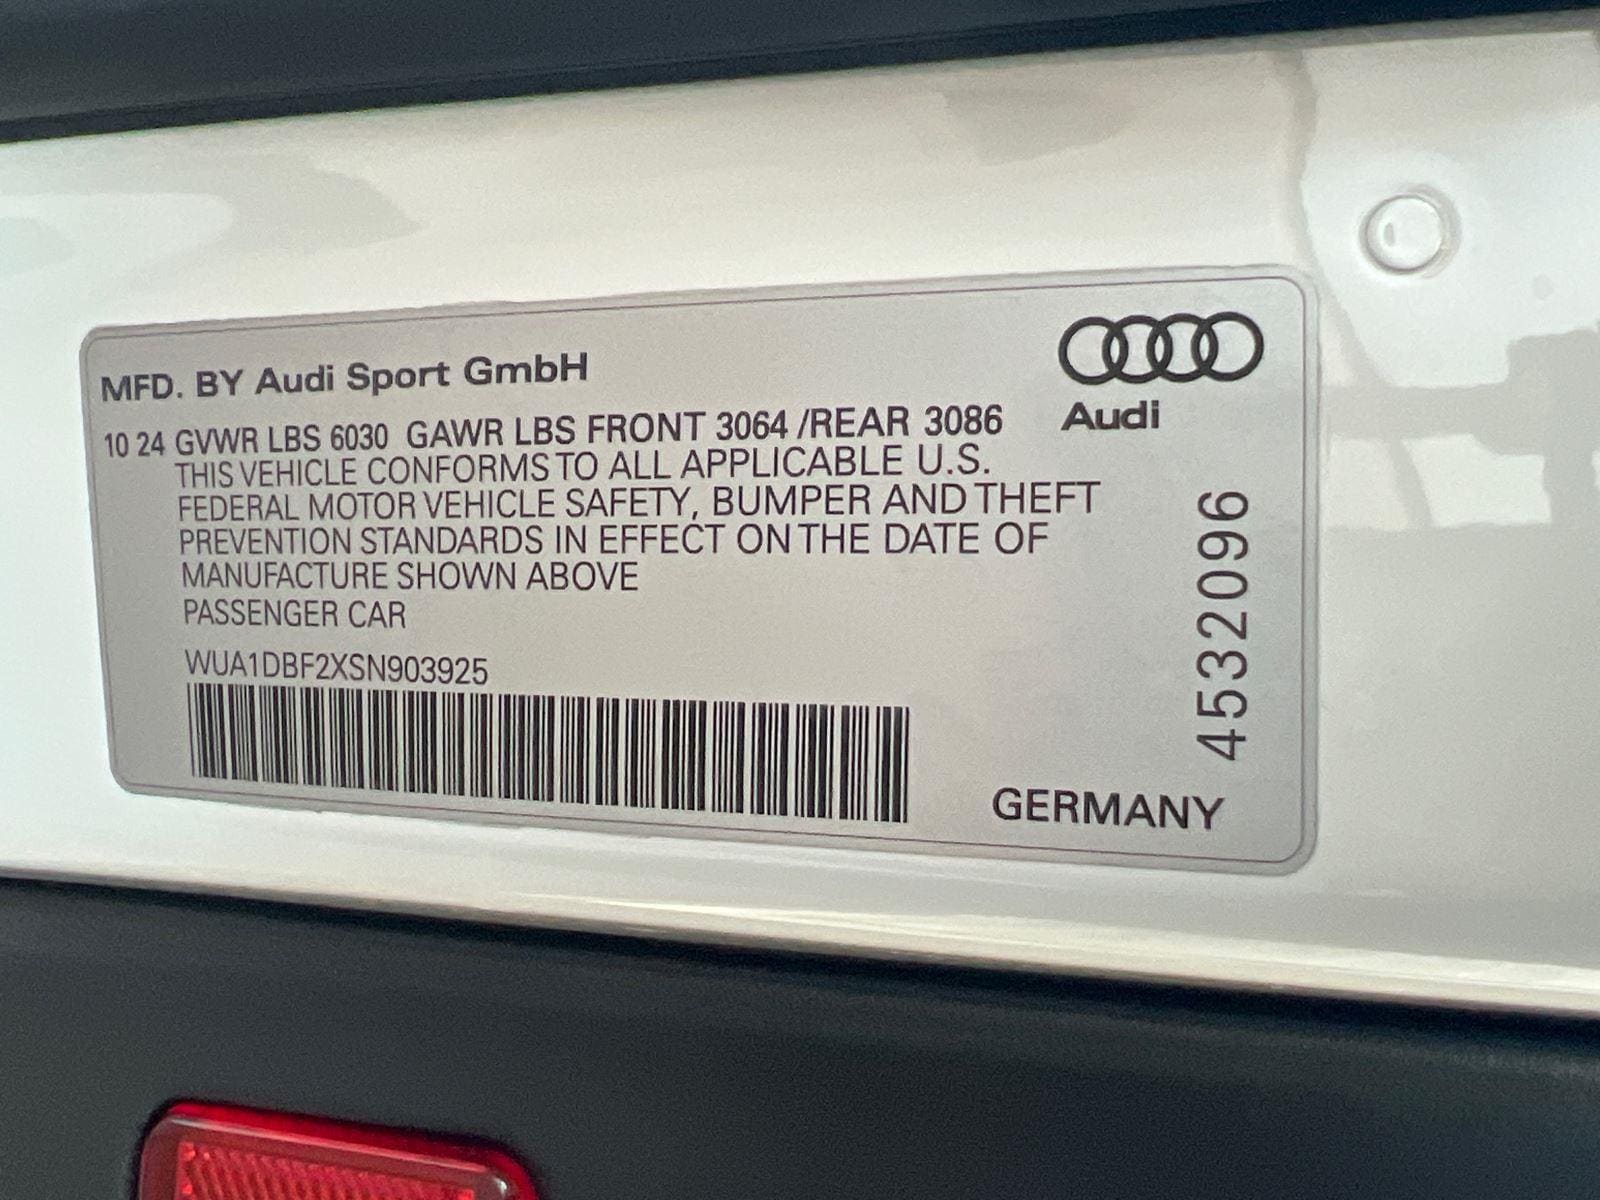 MFD. BY Audi Sport GmbH
Audi
10 24 GVWR LBS 6030 GAWR LBS FRONT 3064 /REAR 3086
THIS VEHICLE CONFORMS TO ALL APPLICABLE U.S.
FEDERAL MOTOR VEHICLE SAFETY, BUMPER AND THEFT
PREVENTION STANDARDS IN EFFECT ON THE DATE OF
MANUFACTURE SHOWN ABOVE
PASSENGER CAR
WUA1DBF2XSN903925
4532096
GERMANY